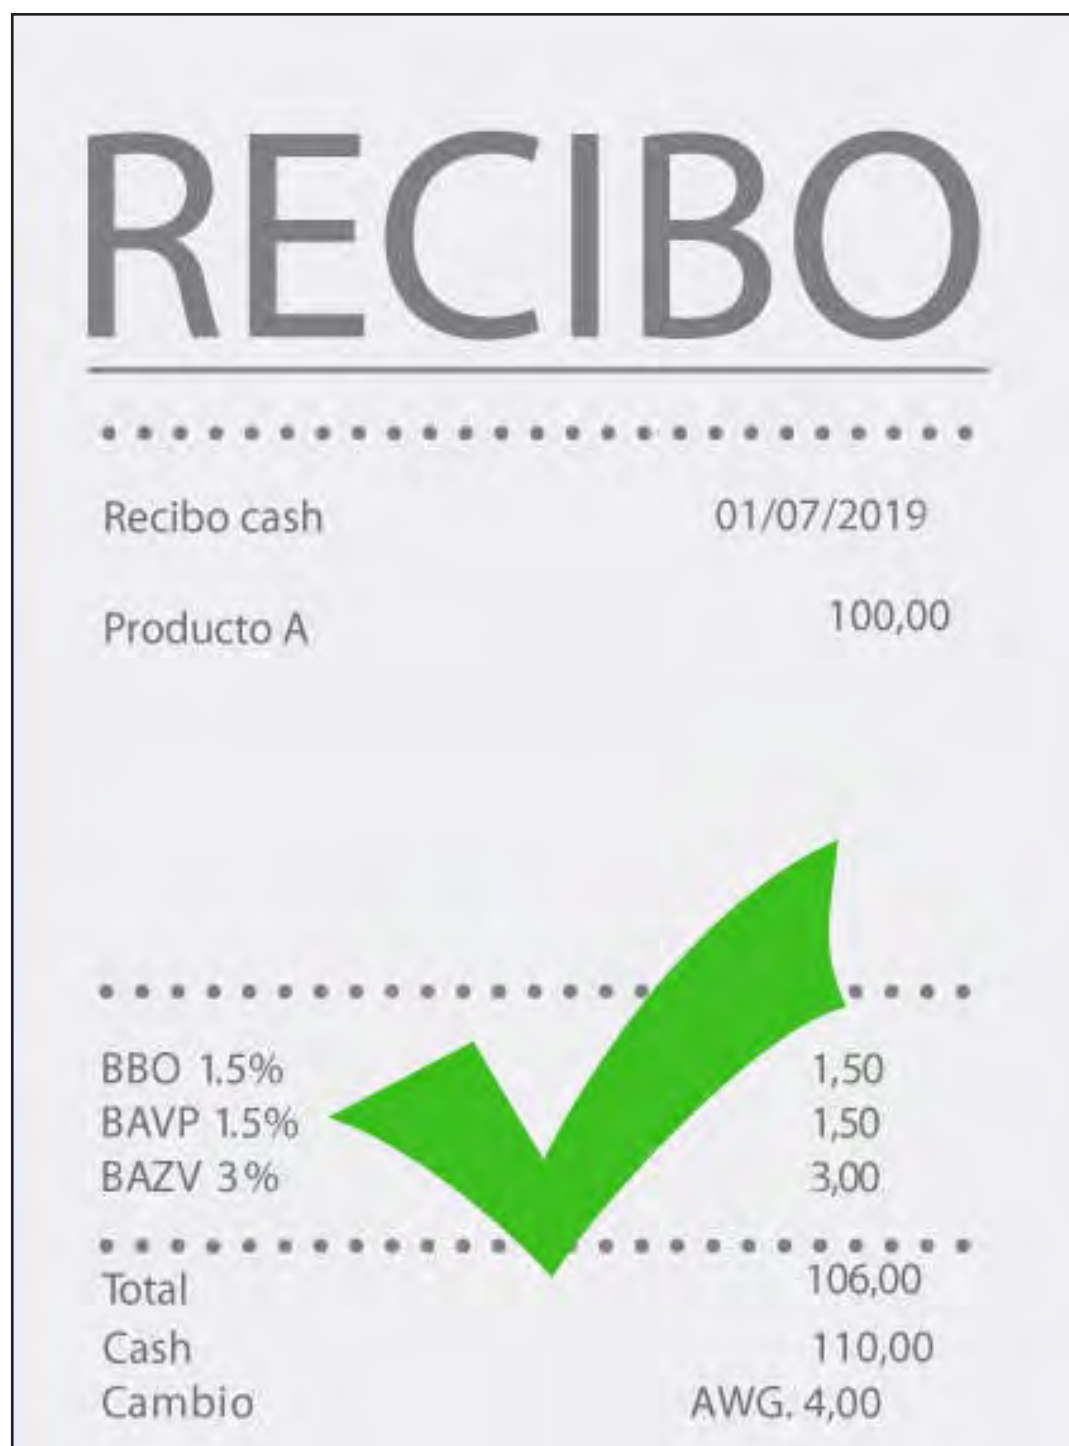 RECIBO
Recibo cash 01/07/2019
Producto A 100,00
BBO 1.5% 1,50
BAVP 1.5% 1,50
BAZV 3% 3,00
Total 106,00
Cash 110,00
Cambio AWG. 4,00